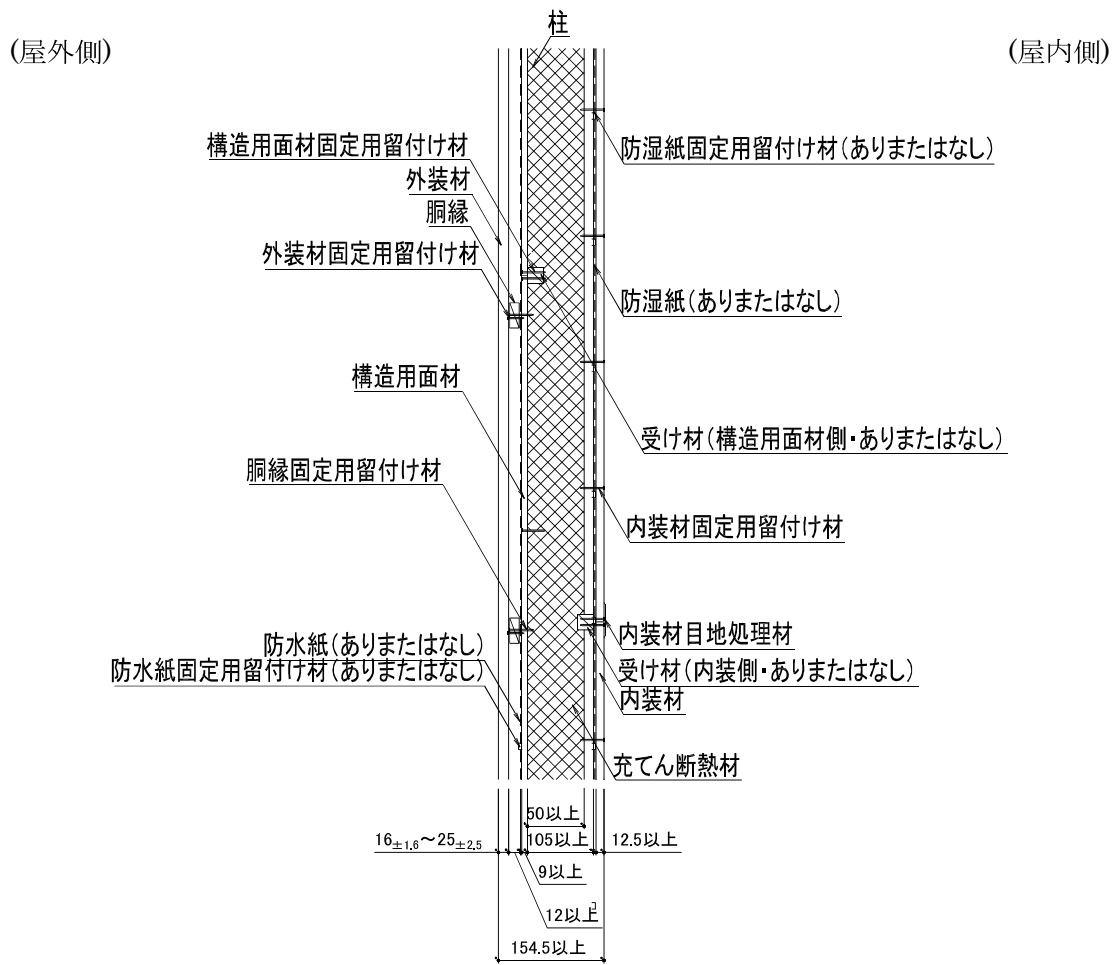 柱
(屋外側)
(屋内側)
構造用面材固定用留付け材
外装材
胴縁
外装材固定用留付け材
構造用面材
胴縁固定用留付け材
防水紙(ありまたはなし)
防水紙固定用留付け材(ありまたはなし)
防湿紙固定用留付け材(ありまたはなし)
防湿紙(ありまたはなし)
受け材(構造用面材側・ありまたはなし)
内装材固定用留付け材
内装材目地処理材
受け材(内装側・ありまたはなし)
内装材
充てん断熱材
50以上
16±1.6～25±2.5
105以上
12.5以上
9以上
12以上
154.5以上